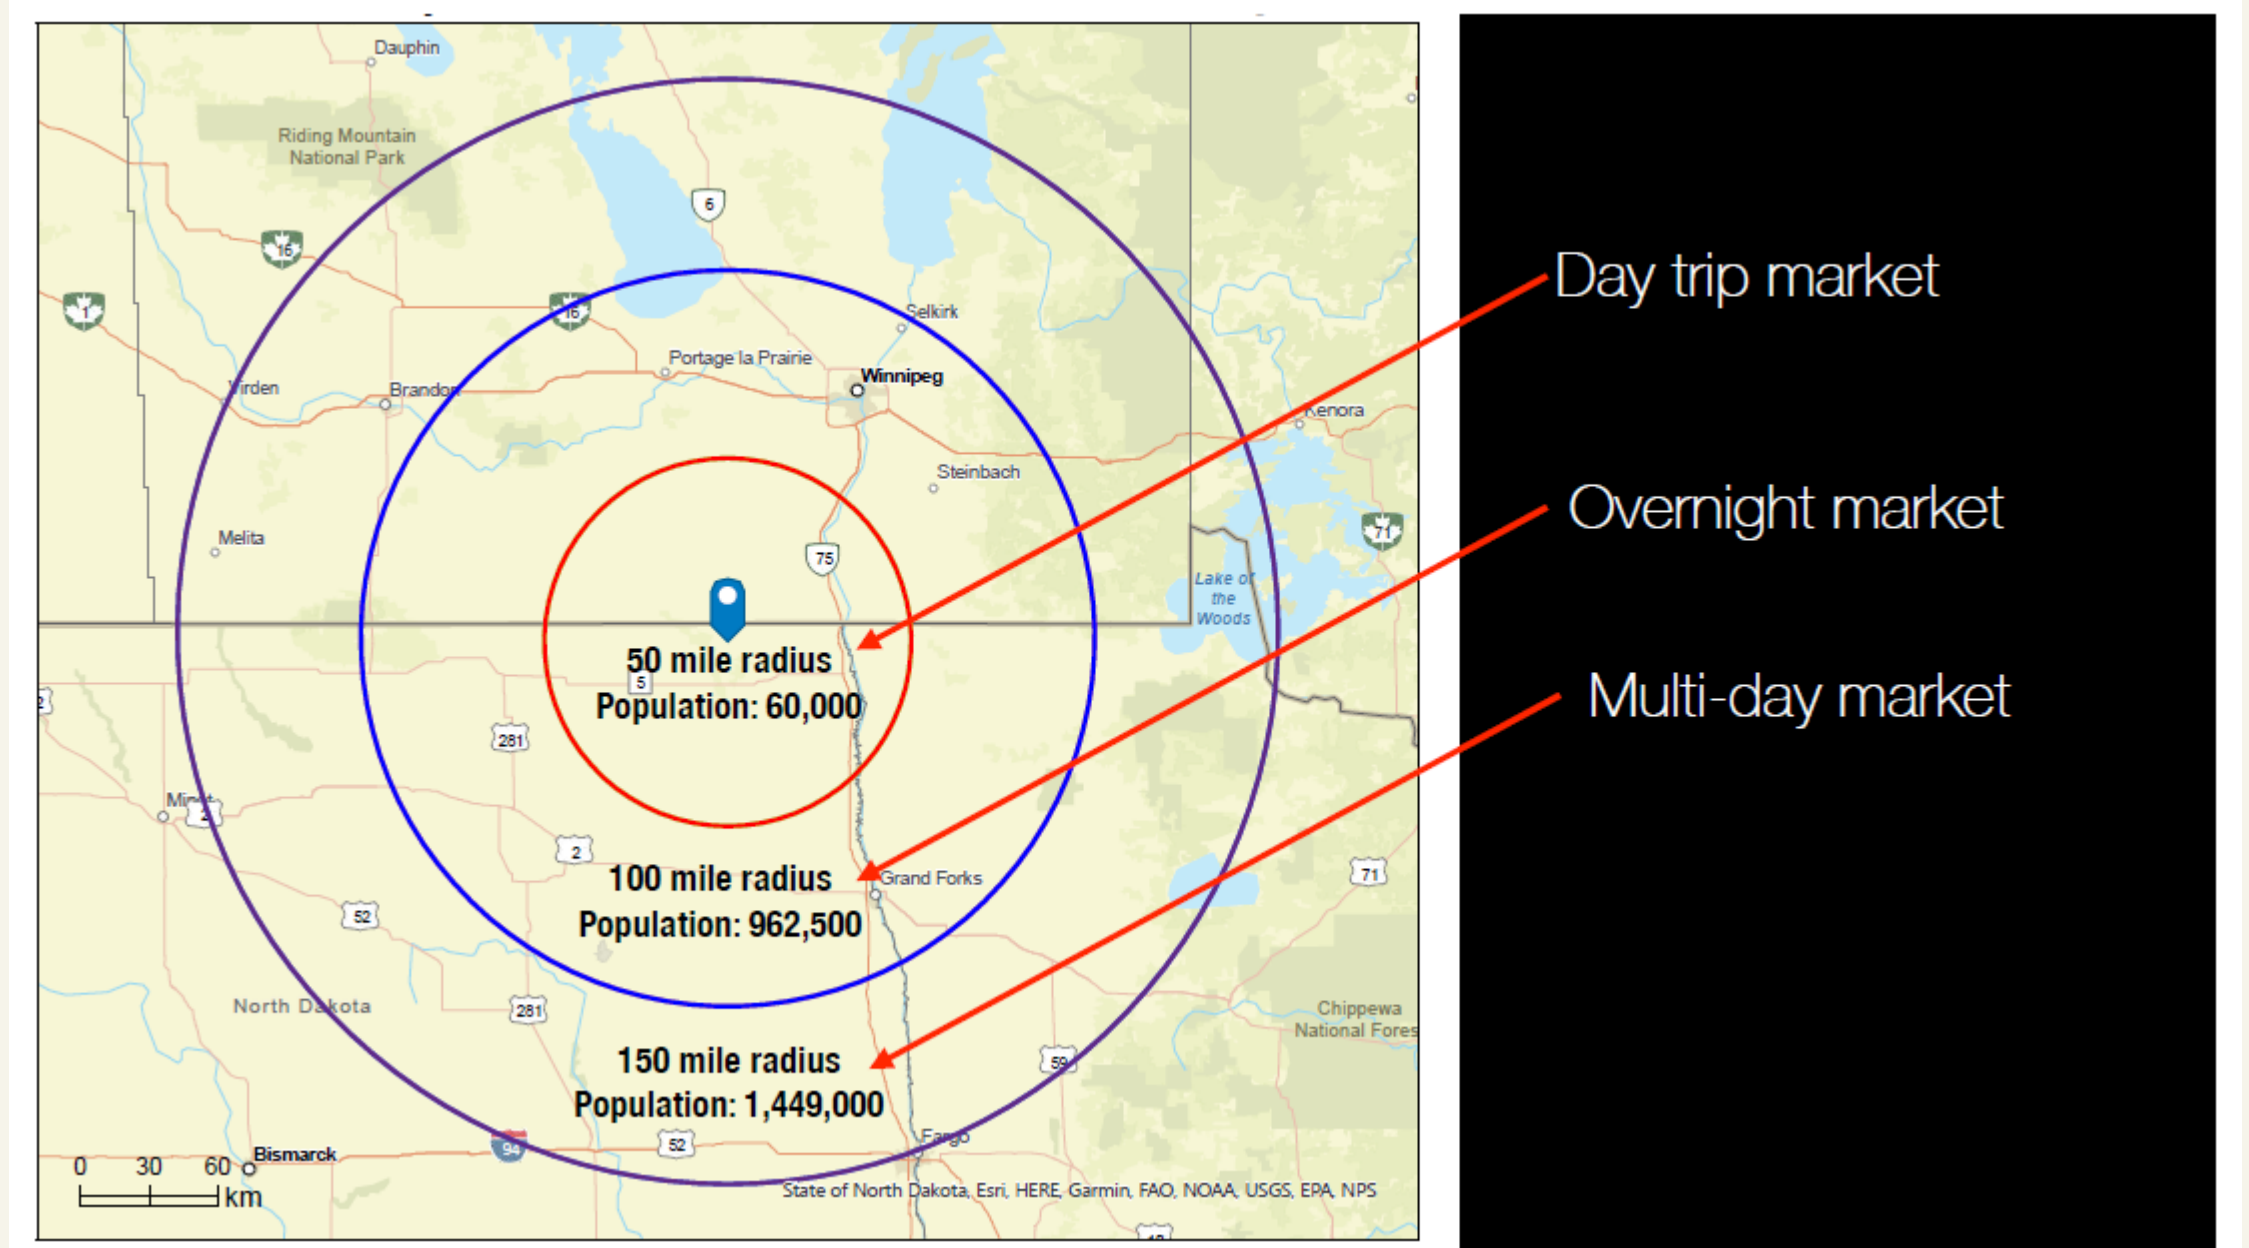 Dauphin
Riding Mountain
National Park
6
16
1
16
Selkirk
Portage la Prairie
Winnipeg
Virden
Brandon
Kenora
Steinbach
Melita
75
71
Lake of
the
Woods
50 mile radius
5
Population: 60,000
281
Minot
2
2
100 mile radius
Grand Forks
71
Population: 962,500
52
North Dakota
281
Chippewa
National Fores
150 mile radius
59
Population: 1,449,000
Fargo
94
52
Bismarck
0 30 60
km
State of North Dakota, Esri, HERE, Garmin, FAO, NOAA, USGS, EPA, NPS
Day trip market
Overnight market
Multi-day market